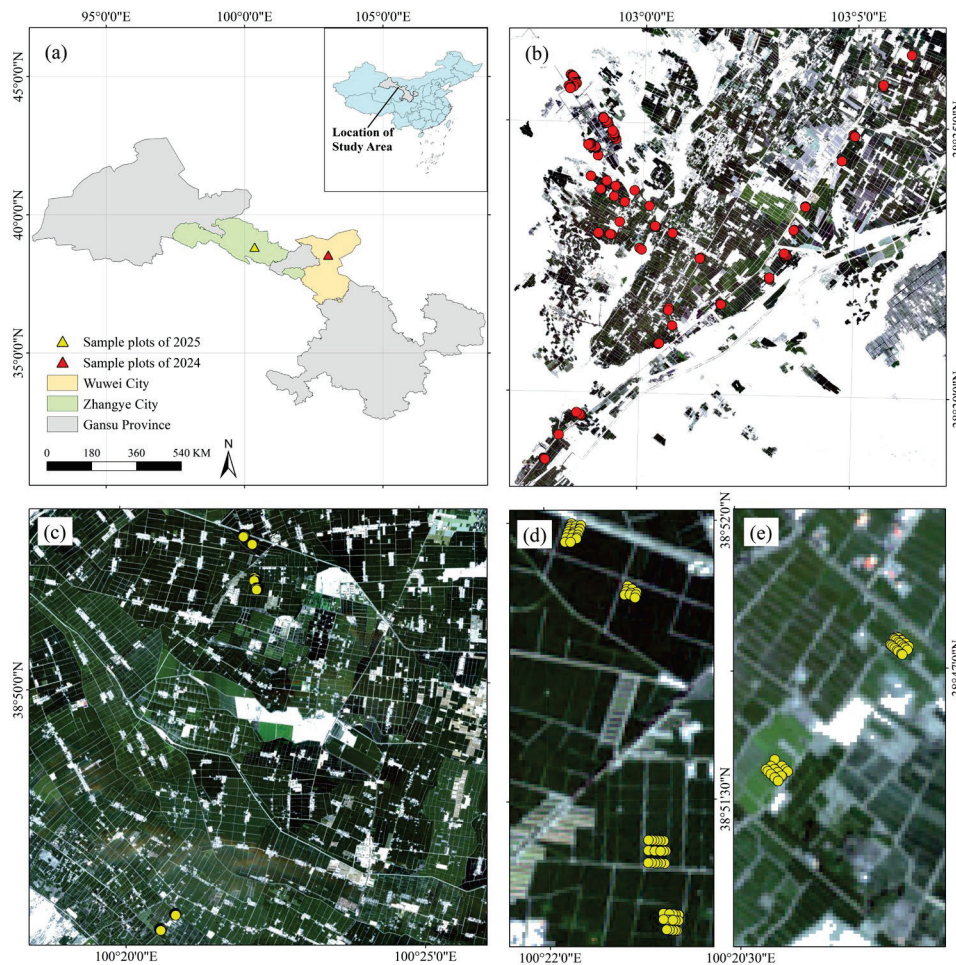 95°0'0"E
100°0'0"E
105°0'0"E
(a)
45°0'0"N
40°0'0"N
35°0'0"N
Location of
Study Area
Sample plots of 2025
Sample plots of 2024
Wuwei City
Zhangye City
Gansu Province
0 180 360 540 KM
N
103°0'0"E
103°5'0"E
(b)
(c)
38°50'0"N
100°20'0"E
100°25'0"E
(d)
38°52'0"N
38°51'30"N
100°22'0"E
(e)
38°47'0"N
100°20'30"E